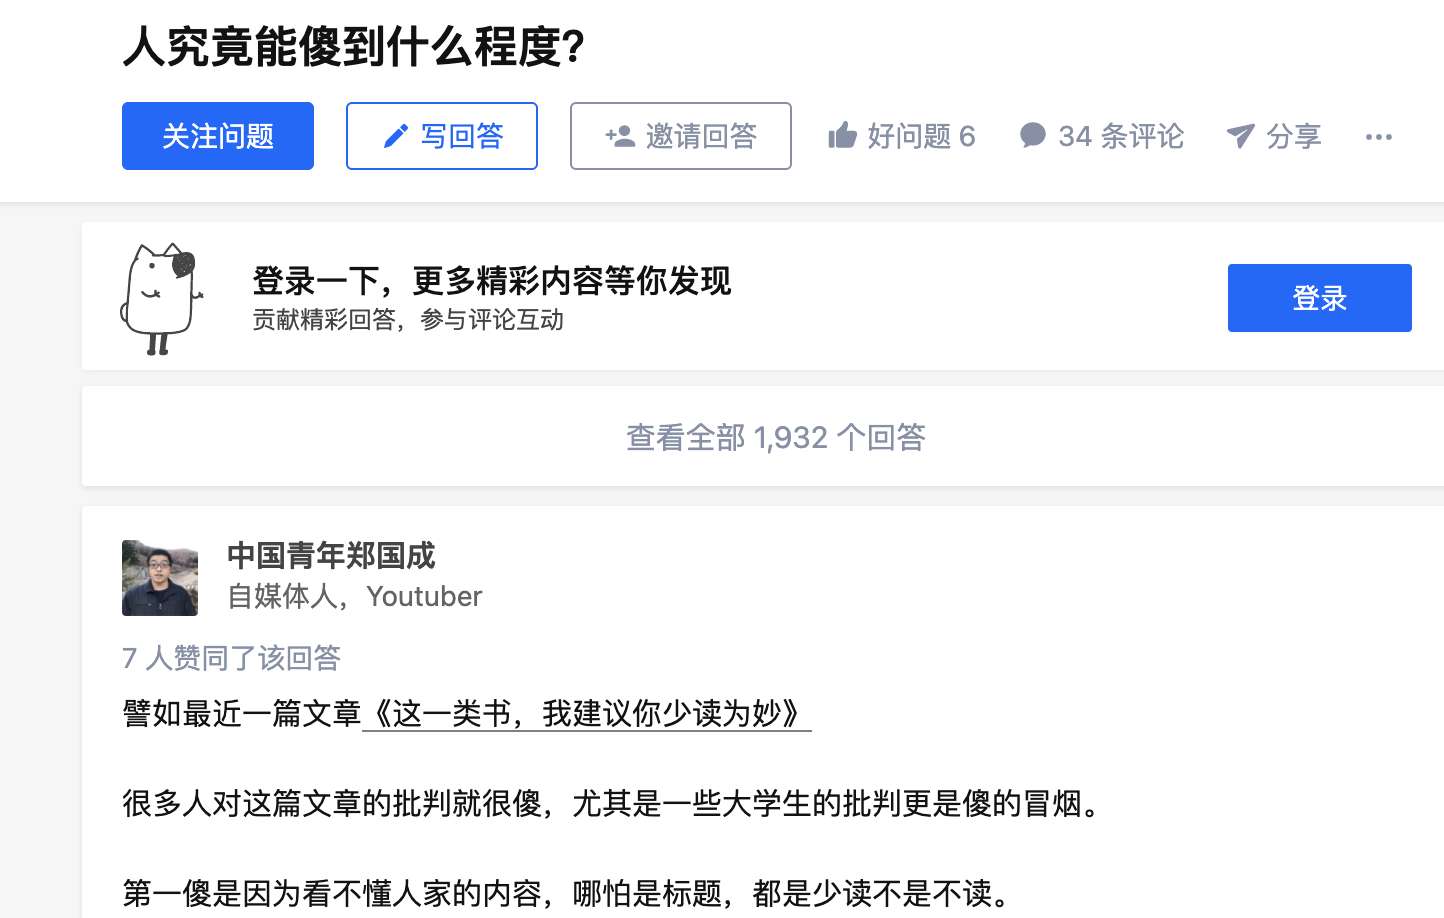 人究竟能傻到什么程度?
关注问题
写回答
邀请回答
好问题 6
34 条评论
分享
登录一下，更多精彩内容等你发现
贡献精彩回答，参与评论互动
登录
查看全部 1,932 个回答
中国青年郑国成
自媒体人，Youtuber
7 人赞同了该回答
譬如最近一篇文章《这一类书，我建议你少读为妙》
很多人对这篇文章的批判就很傻，尤其是一些大学生的批判更是傻的冒烟。
第一傻是因为看不懂人家的内容，哪怕是标题，都是少读不是不读。